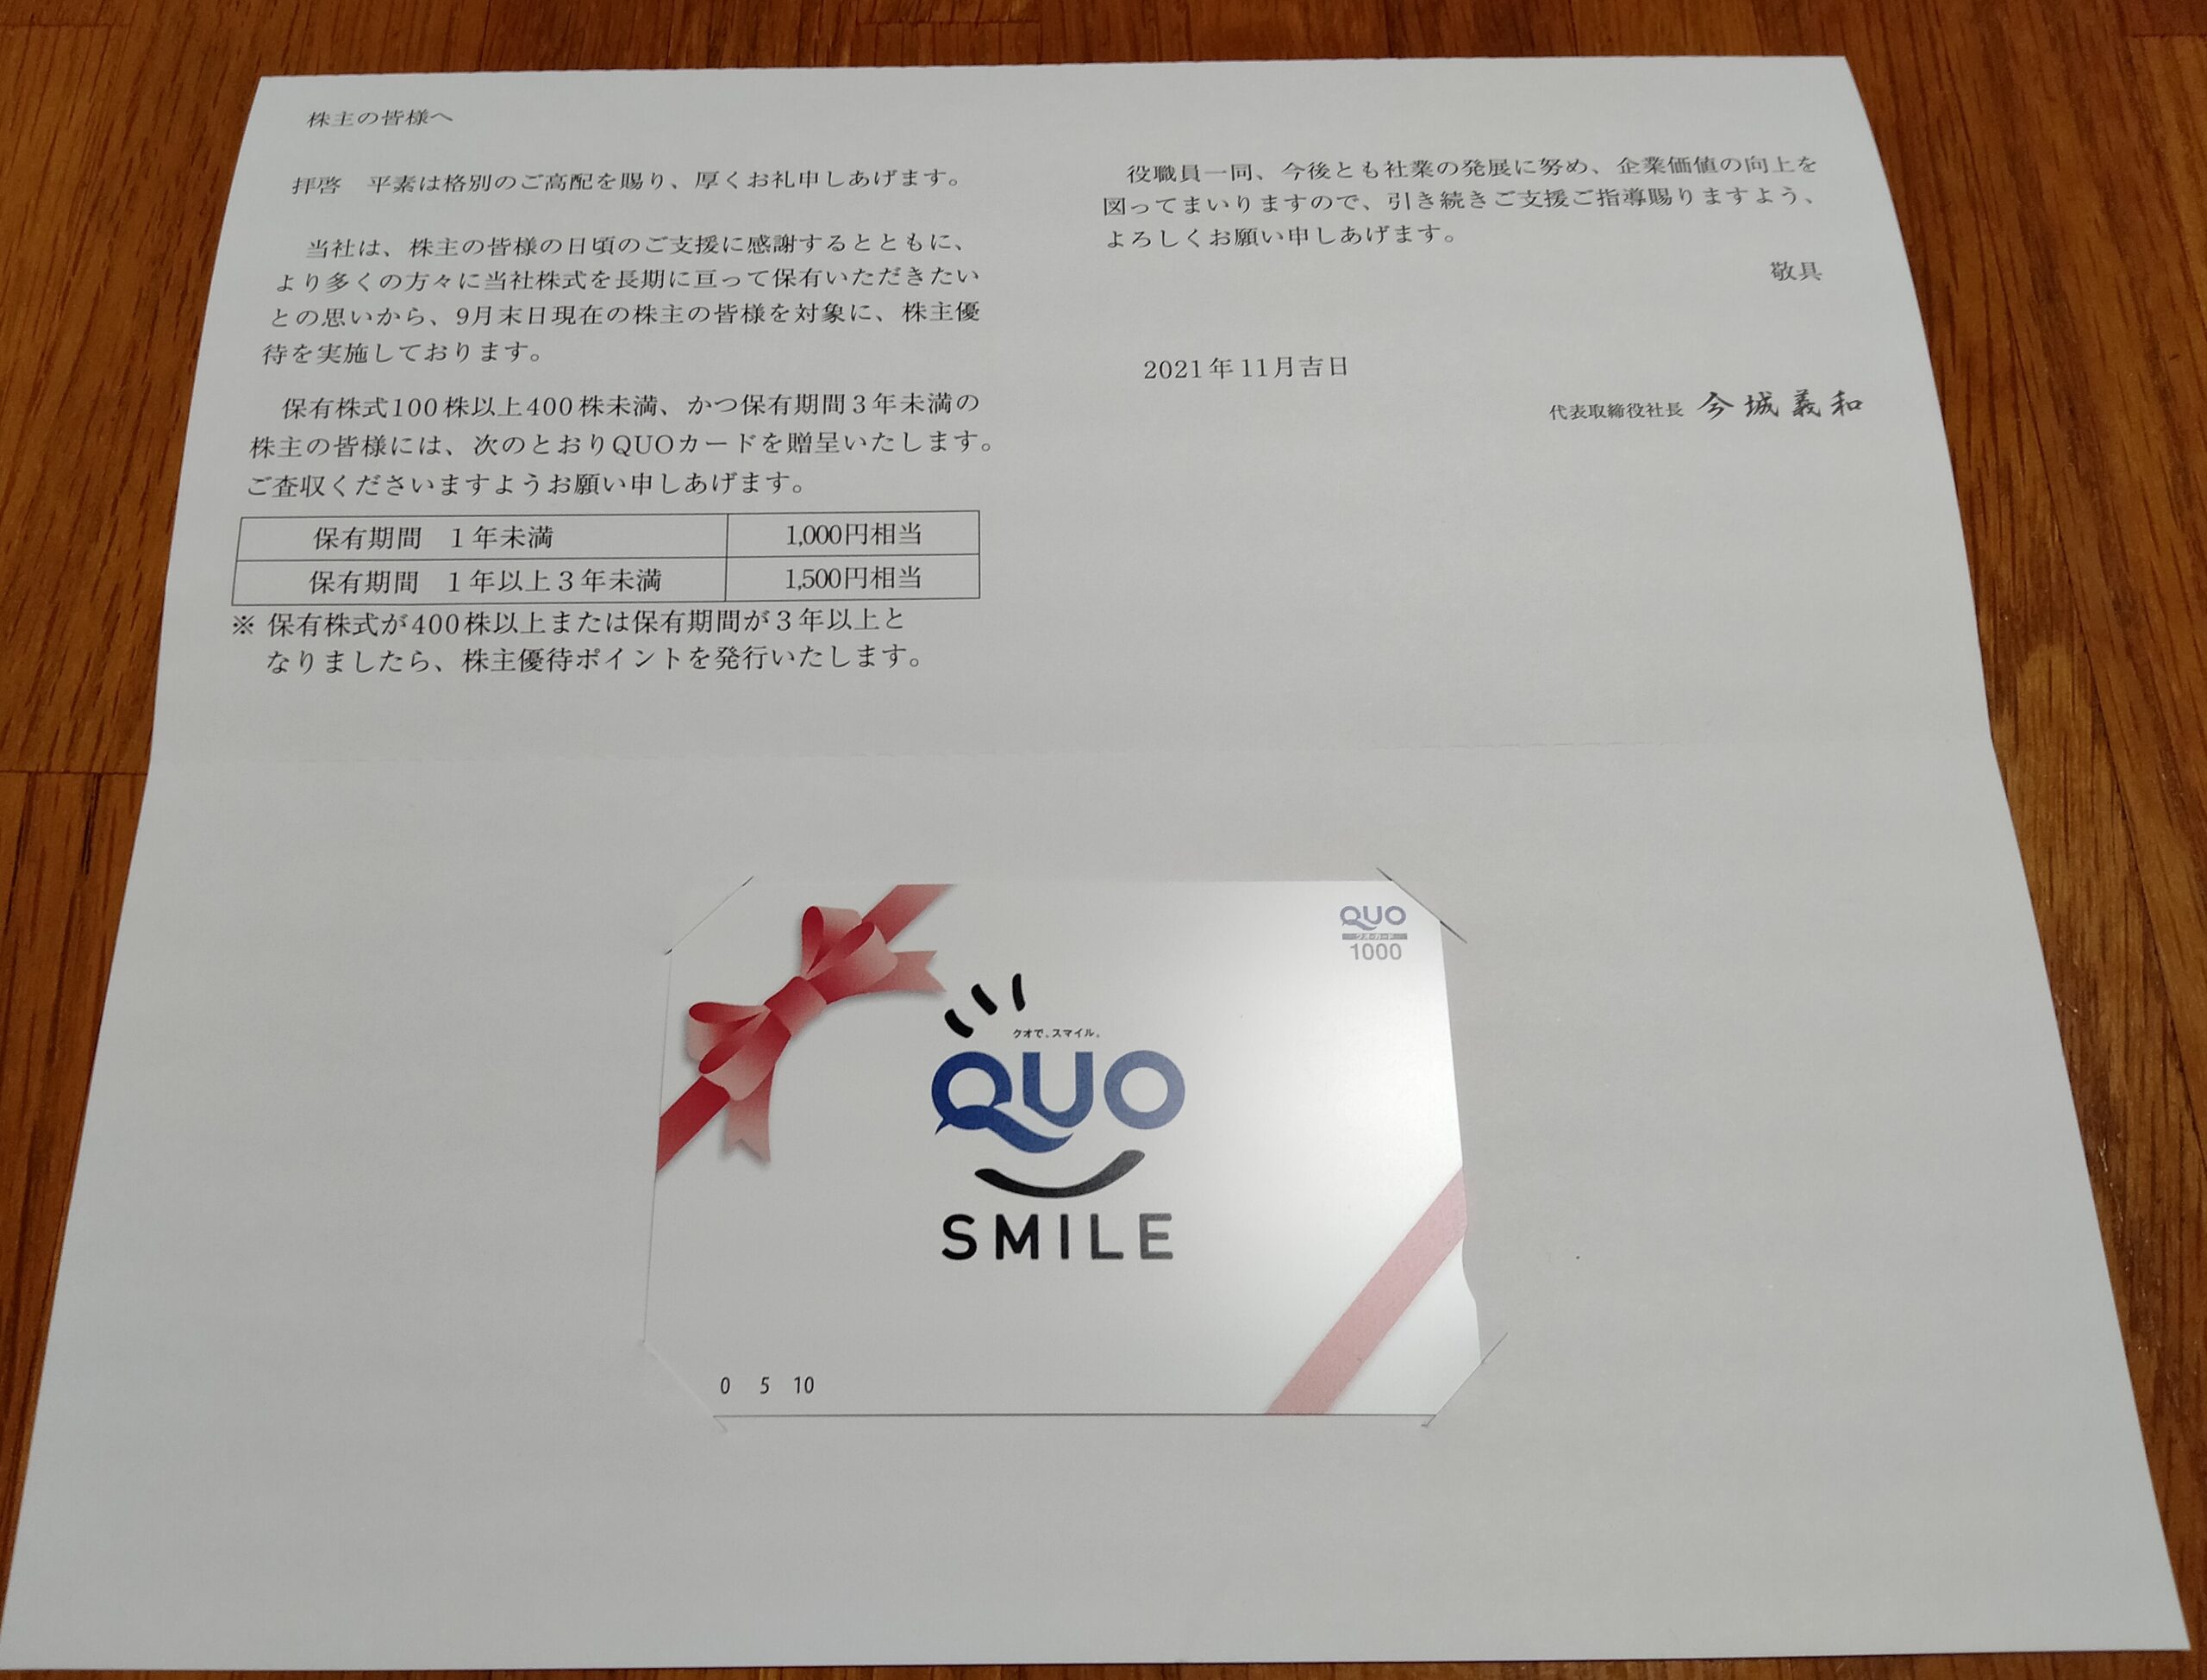 株主の皆様へ
拝啓　平素は格別のご高配を賜り、厚くお礼申しあげます。
当社は、株主の皆様の日頃のご支援に感謝するとともに、
より多くの方々に当社株式を長期に亘って保有いただきたい
との思いから、9月末日現在の株主の皆様を対象に、株主優
待を実施しております。
保有株式100株以上400株未満、かつ保有期間３年未満の
株主の皆様には、次のとおりQUOカードを贈呈いたします。
ご査収くださいますようお願い申しあげます。
保有期間　１年未満　1,000円相当
保有期間　１年以上３年未満　1,500円相当
※ 保有株式が400株以上または保有期間が３年以上と
なりましたら、株主優待ポイントを発行いたします。
役職員一同、今後とも社業の発展に努め、企業価値の向上を
図ってまいりますので、引き続きご支援ご指導賜りますよう、
よろしくお願い申しあげます。
敬具
2021年11月吉日
代表取締役社長 今城義和
QUO
クオ・カード
1000
クオで、スマイル。
QUO
SMILE
0 5 10